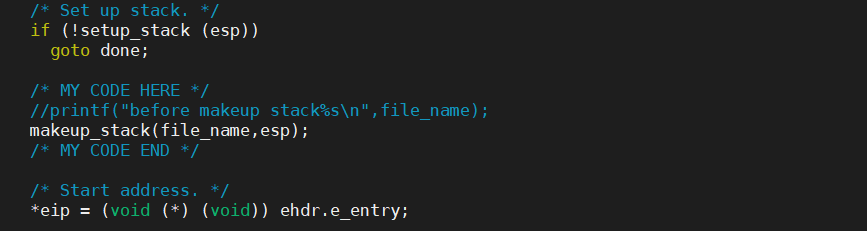 /* Set up stack. */
if (!setup_stack (esp))
goto done;
/* MY CODE HERE */
//printf("before makeup stack%s\n",file_name);
makeup_stack(file_name,esp);
/* MY CODE END */
/* Start address. */
*eip = (void (*) (void)) ehdr.e_entry;